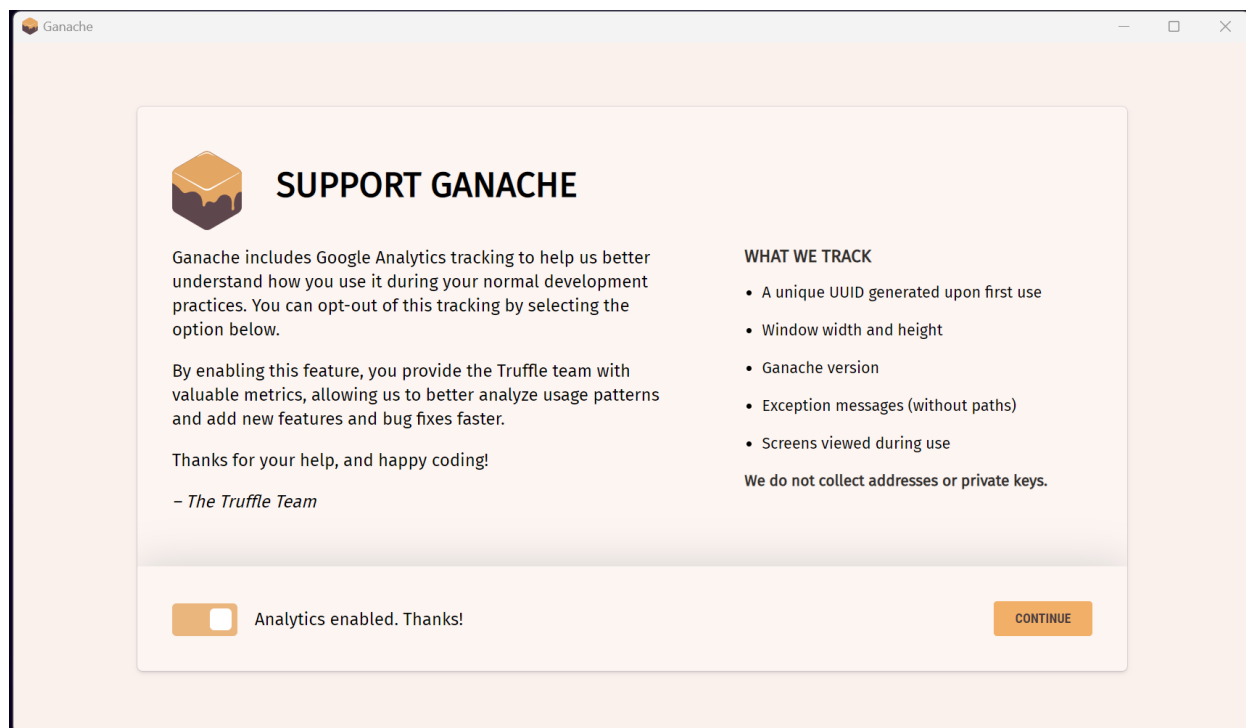 Ganache
SUPPORT GANACHE
Ganache includes Google Analytics tracking to help us better
understand how you use it during your normal development
practices. You can opt-out of this tracking by selecting the
option below.
By enabling this feature, you provide the Truffle team with
valuable metrics, allowing us to better analyze usage patterns
and add new features and bug fixes faster.
Thanks for your help, and happy coding!
– The Truffle Team
WHAT WE TRACK
• A unique UUID generated upon first use
• Window width and height
• Ganache version
• Exception messages (without paths)
• Screens viewed during use
We do not collect addresses or private keys.
Analytics enabled. Thanks!
CONTINUE